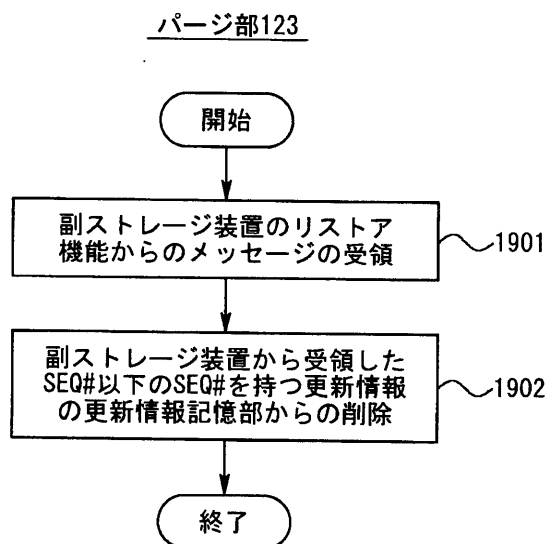 パージ部123
開始
副ストレージ装置のリストア
機能からのメッセージの受領
1901
副ストレージ装置から受領した
SEQ#以下のSEQ#を持つ更新情報
の更新情報記憶部からの削除
1902
終了